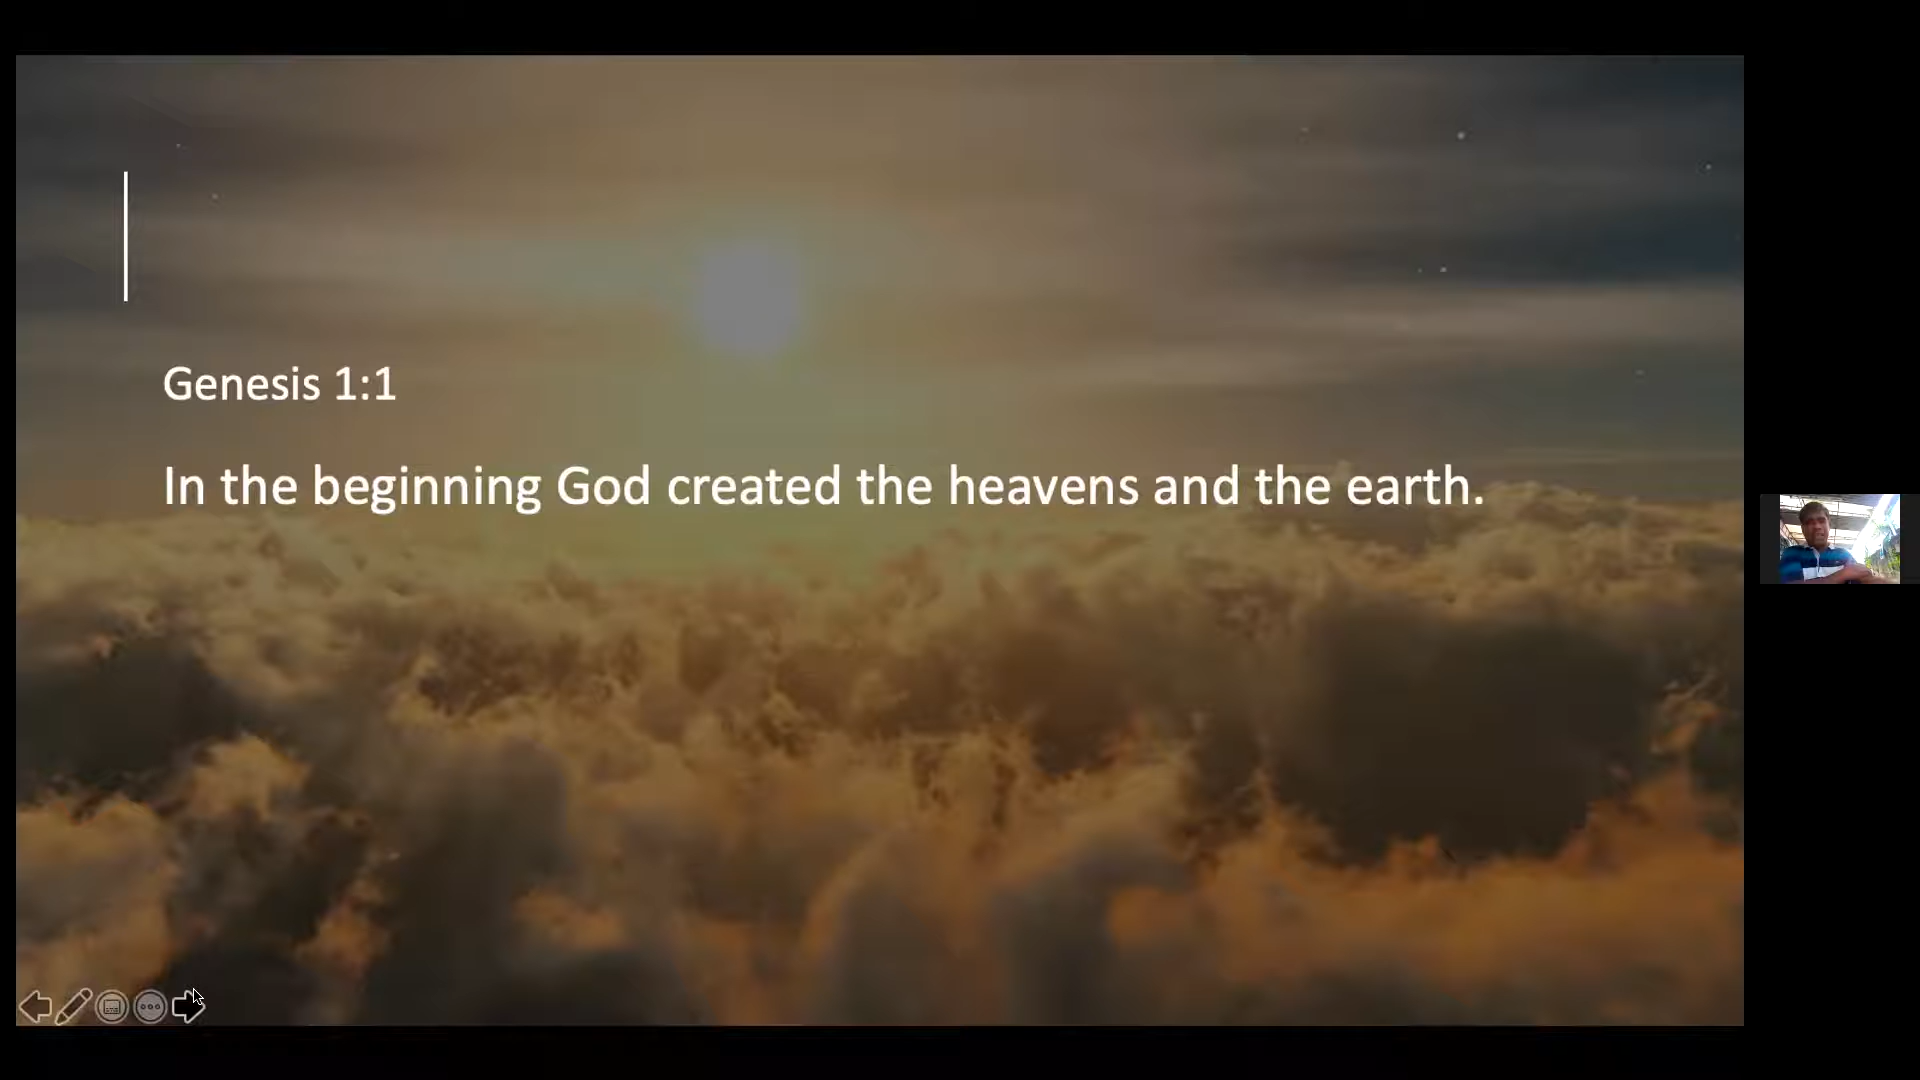 Genesis 1:1
In the beginning God created the heavens and the earth.